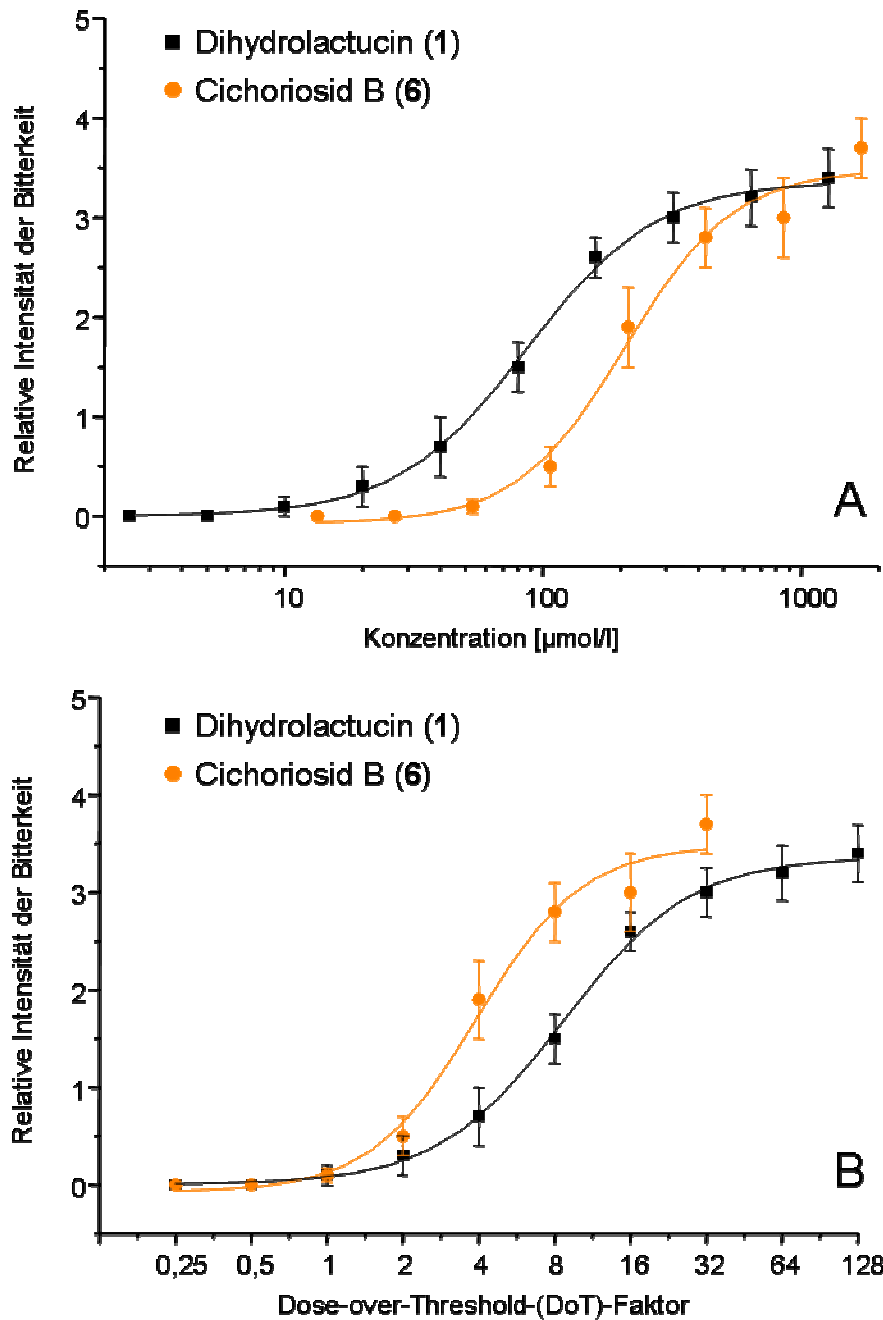 5
4
3
2
1
0
Relative Intensität der Bitterkeit
Dihydrolactucin (1)
Cichoriosid B (6)
A
10 100 1000
Konzentration [µmol/l]
5
4
3
2
1
0
Relative Intensität der Bitterkeit
Dihydrolactucin (1)
Cichoriosid B (6)
B
0,25 0,5 1 2 4 8 16 32 64 128
Dose-over-Threshold-(DoT)-Faktor